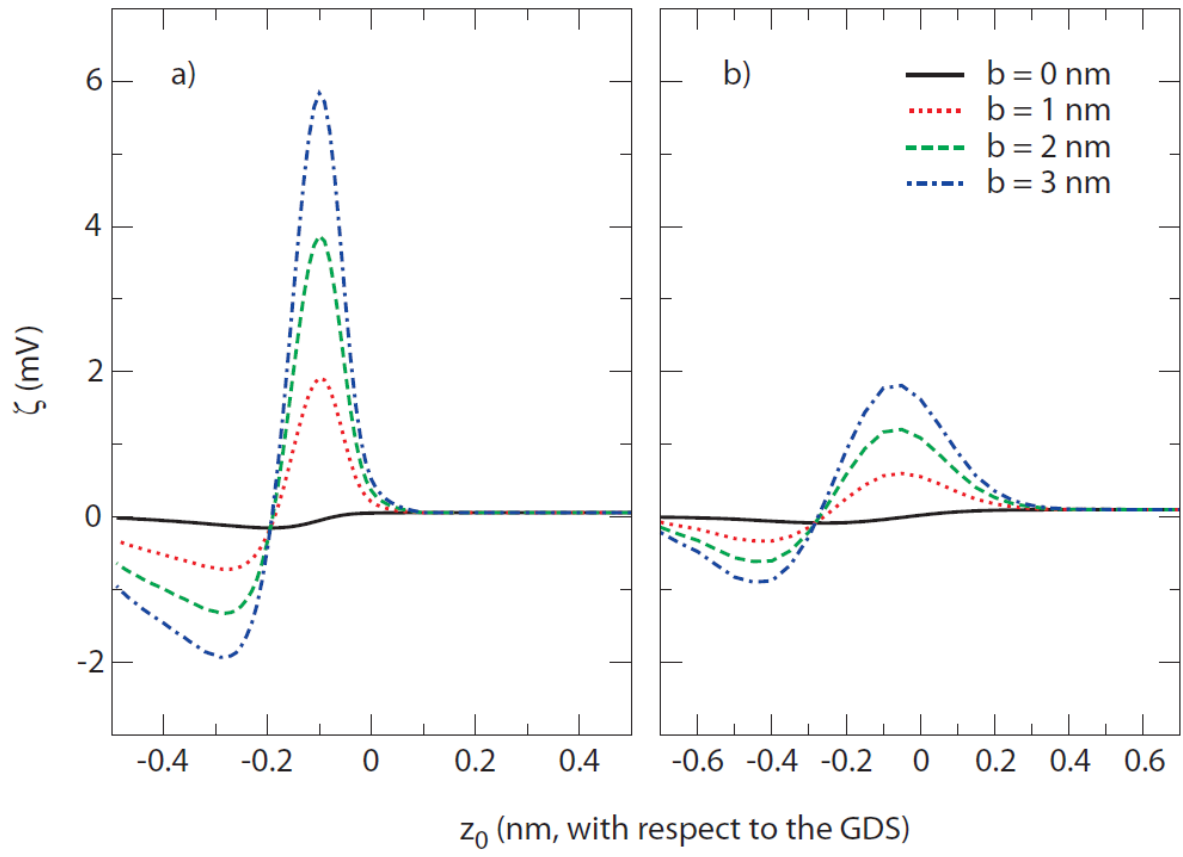 a)
b)
b = 0 nm
b = 1 nm
b = 2 nm
b = 3 nm
6
4
2
0
-2
ζ (mV)
-0.4 -0.2 0 0.2 0.4
-0.6 -0.4 -0.2 0 0.2 0.4 0.6
z0 (nm, with respect to the GDS)